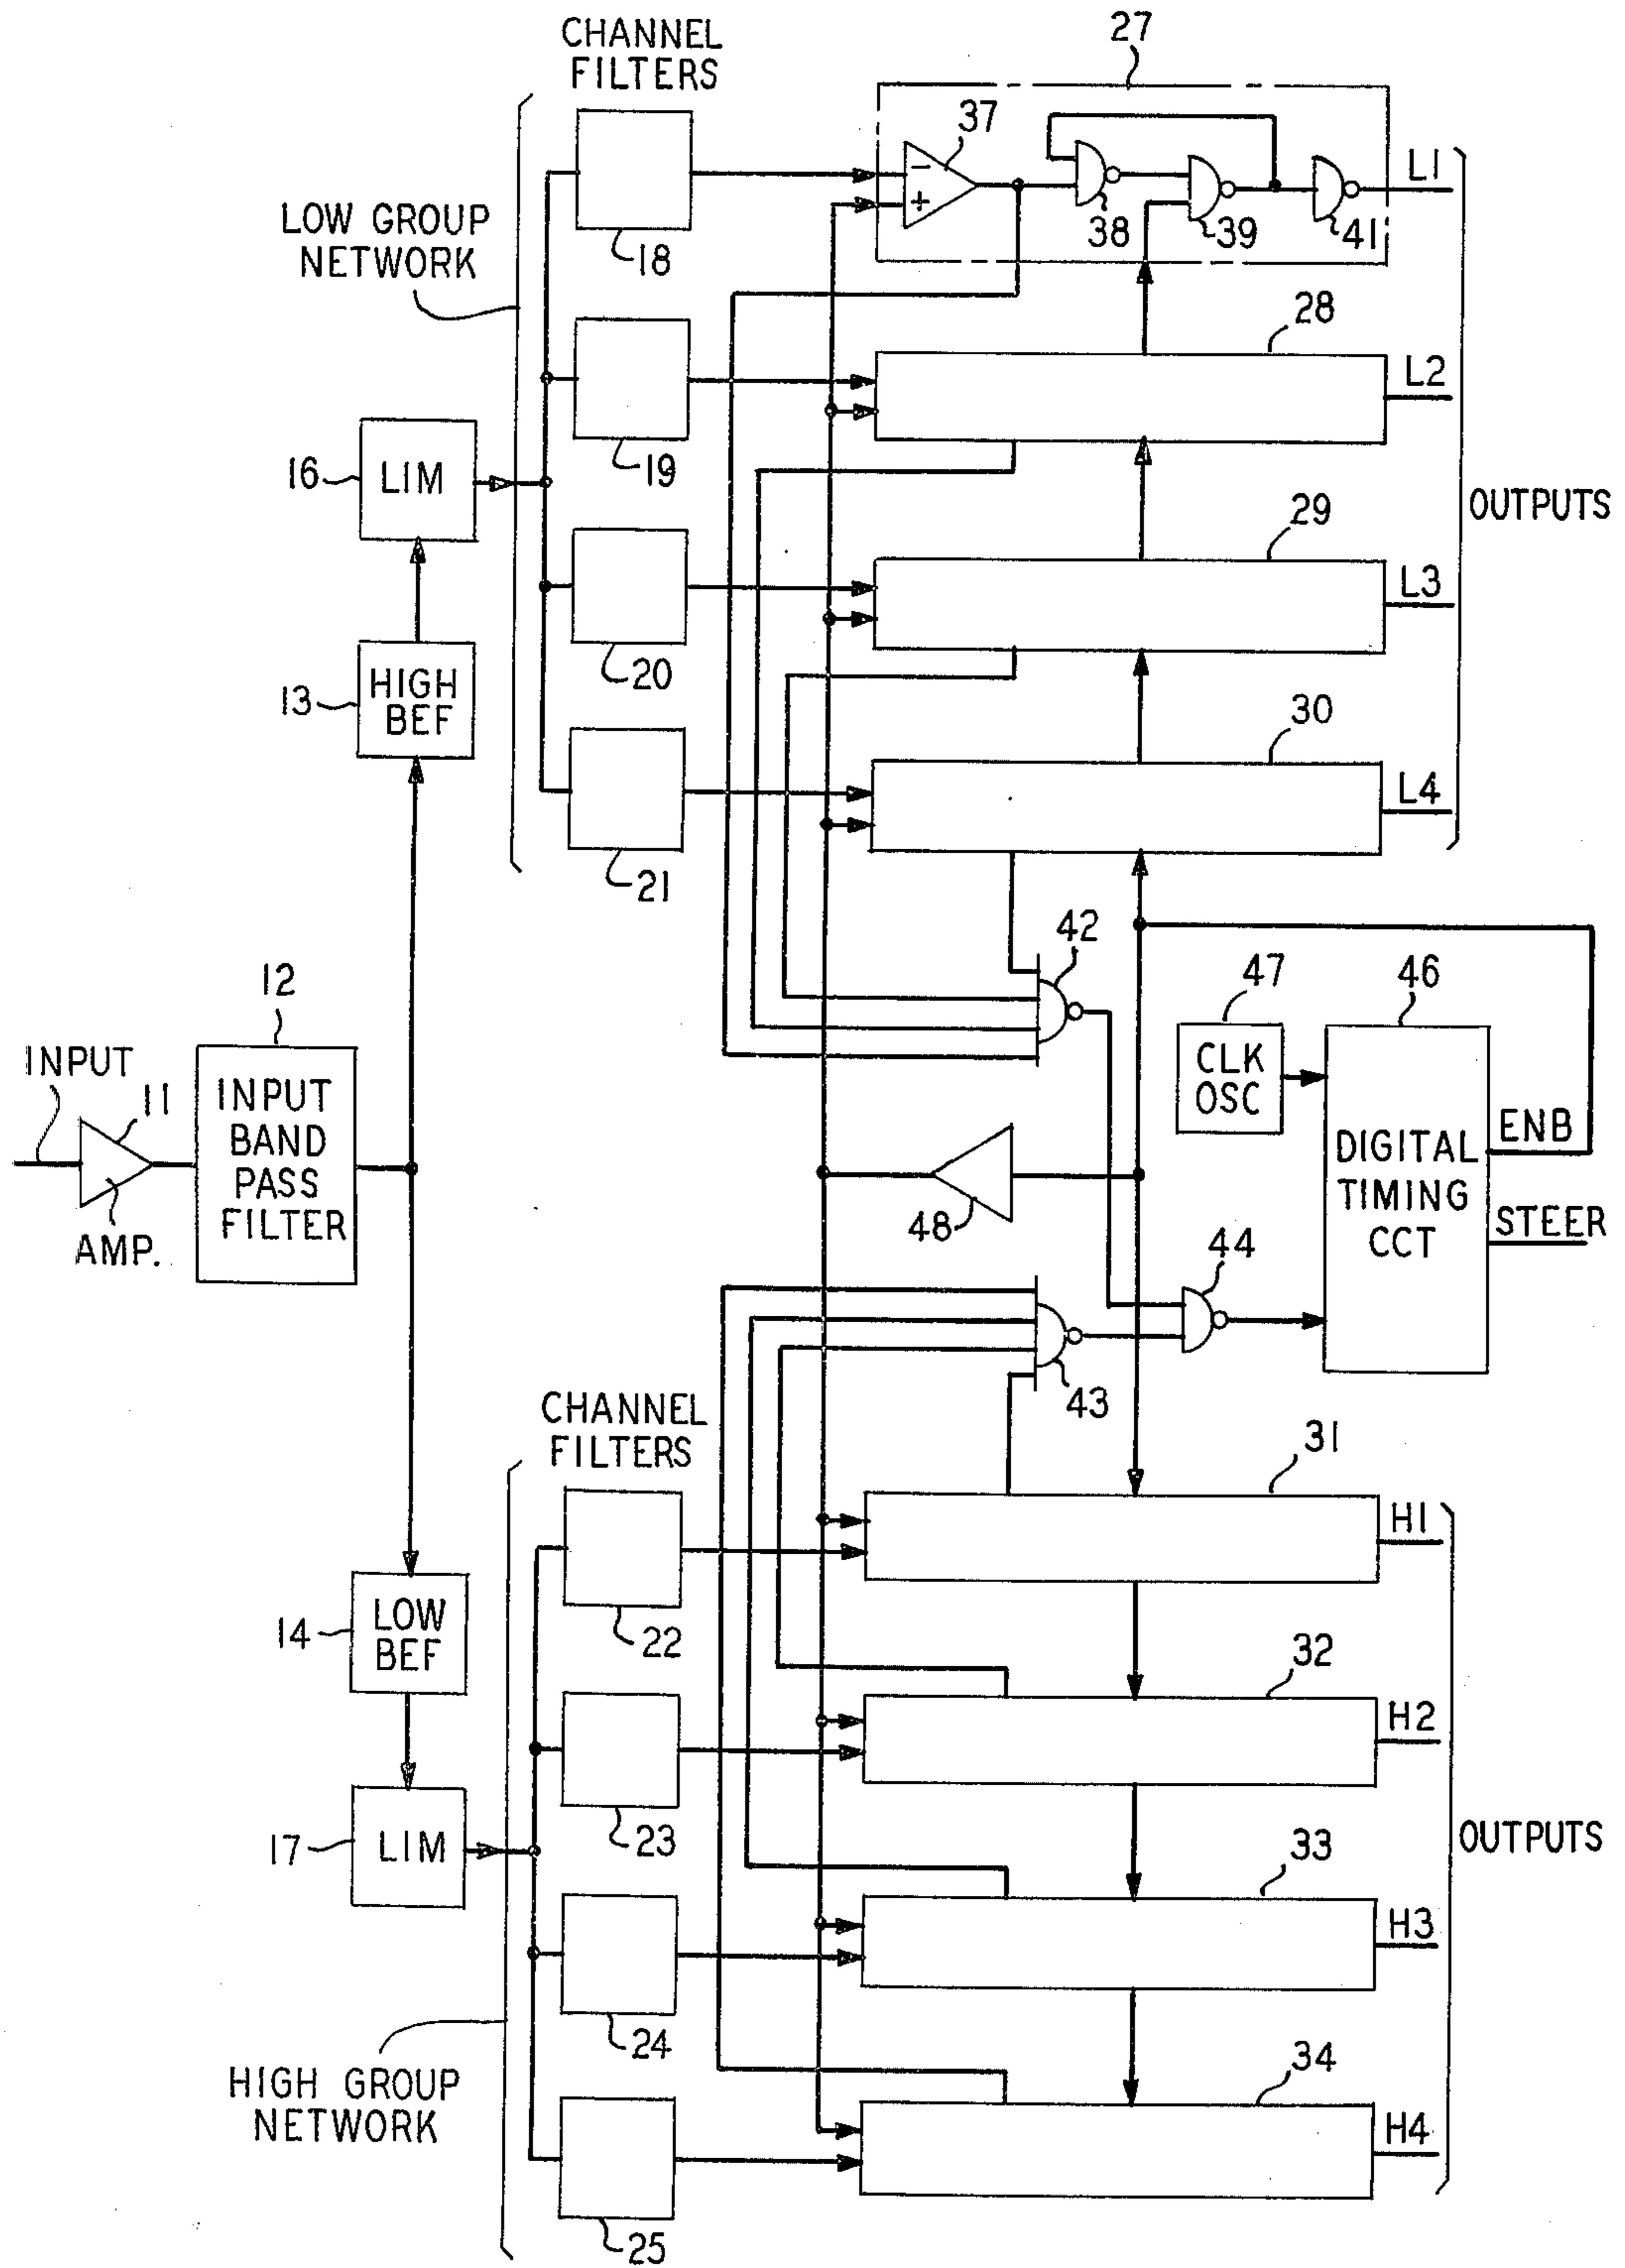 CHANNEL
FILTERS
27
37
L1
LOW GROUP
NETWORK
18
38
39
41
−
+
28
L2
19
16
LIM
OUTPUTS
29
L3
20
13
HIGH
BEF
30
L4
21
42
12
47
46
INPUT
11
INPUT
BAND
PASS
FILTER
CLK
OSC
DIGITAL
TIMING
CCT
ENB
STEER
AMP.
48
44
43
CHANNEL
FILTERS
31
H1
14
LOW
BEF
22
32
H2
17
LIM
23
33
OUTPUTS
H3
24
HIGH GROUP
NETWORK
34
H4
25